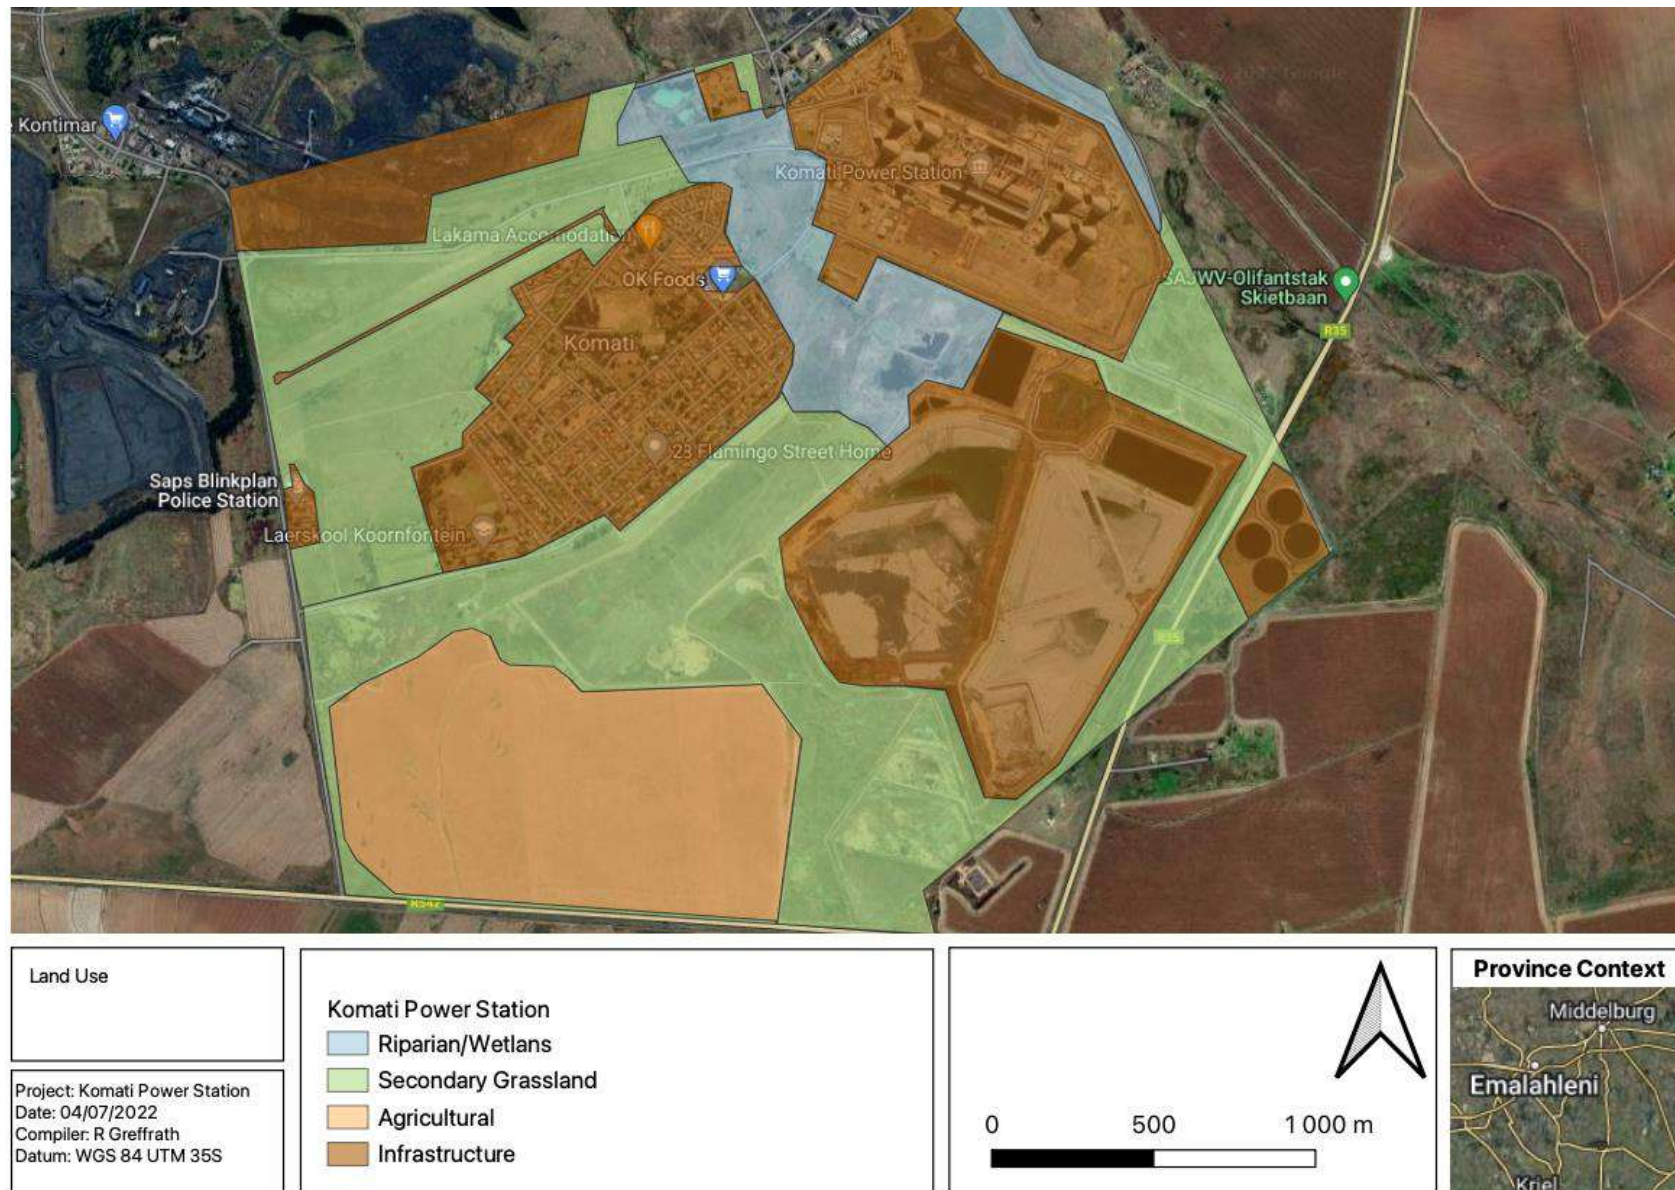 Kontimar
Komati Power Station
Lakama Accomodation
OK Foods
SAJWV-Olifantstak
Skietbaan
R35
Komati
23 Flamingo Street Home
Saps Blinkplan
Police Station
Laerskool Koornfontein
R35
R542
Land Use
Project: Komati Power Station
Date: 04/07/2022
Compiler: R Greffrath
Datum: WGS 84 UTM 35S
Komati Power Station
Riparian/Wetlans
Secondary Grassland
Agricultural
Infrastructure
0 500 1 000 m
Province Context
Middelburg
Emalahleni
Kriel